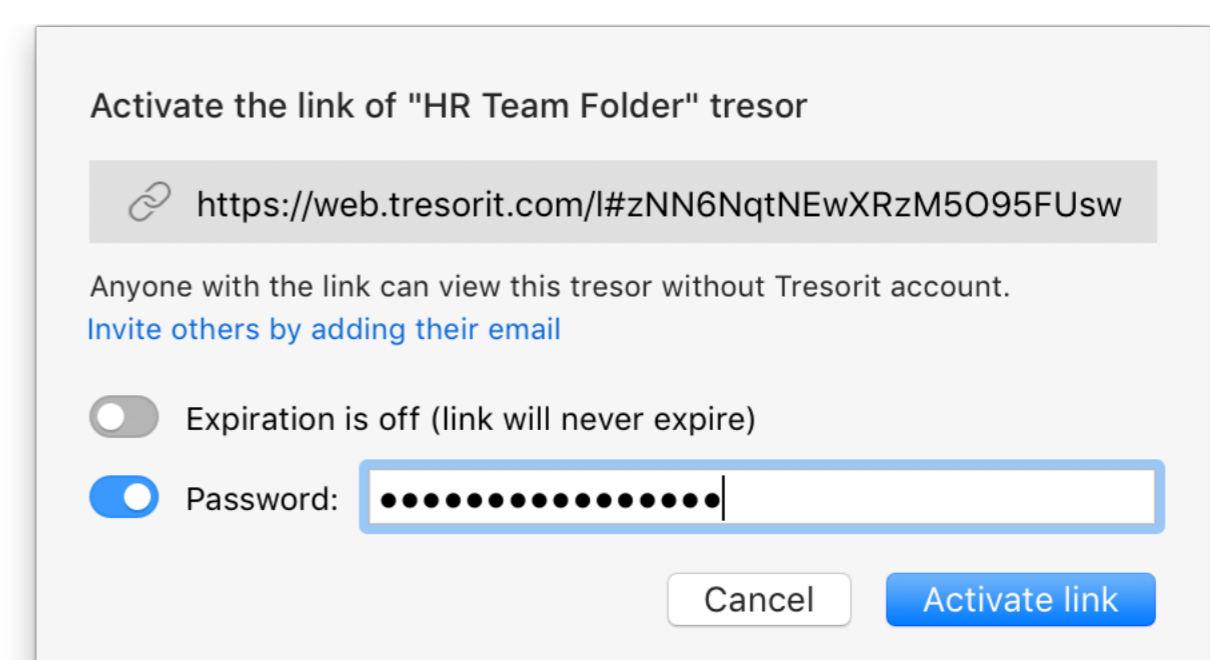 Activate the link of "HR Team Folder" tresor
https://web.tresorit.com/l#zNN6NqtNEwXRzM5O95FUsw
Anyone with the link can view this tresor without Tresorit account.
Invite others by adding their email
Expiration is off (link will never expire)
Password: ••••••••••••••••
Cancel Activate link